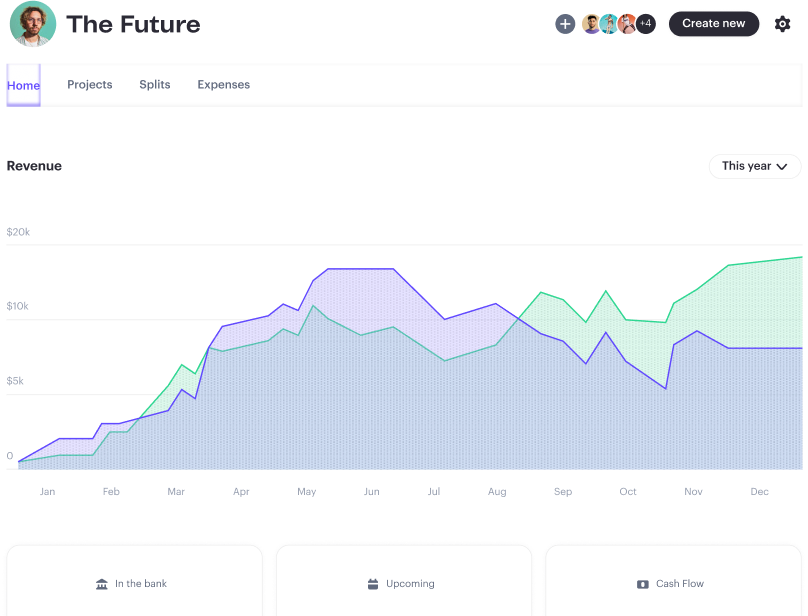 The Future
+4
Create new
Home
Projects
Splits
Expenses
Revenue
This year
$20k
$10k
$5k
0
Jan Feb Mar Apr May Jun Jul Aug Sep Oct Nov Dec
In the bank
Upcoming
Cash Flow